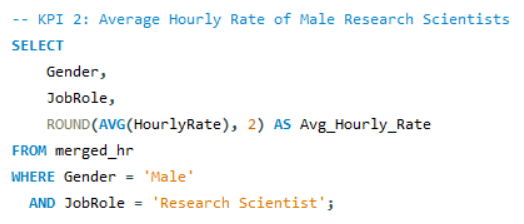 -- KPI 2: Average Hourly Rate of Male Research Scientists
SELECT
    Gender,
    JobRole,
    ROUND(AVG(HourlyRate), 2) AS Avg_Hourly_Rate
FROM merged_hr
WHERE Gender = 'Male'
  AND JobRole = 'Research Scientist';